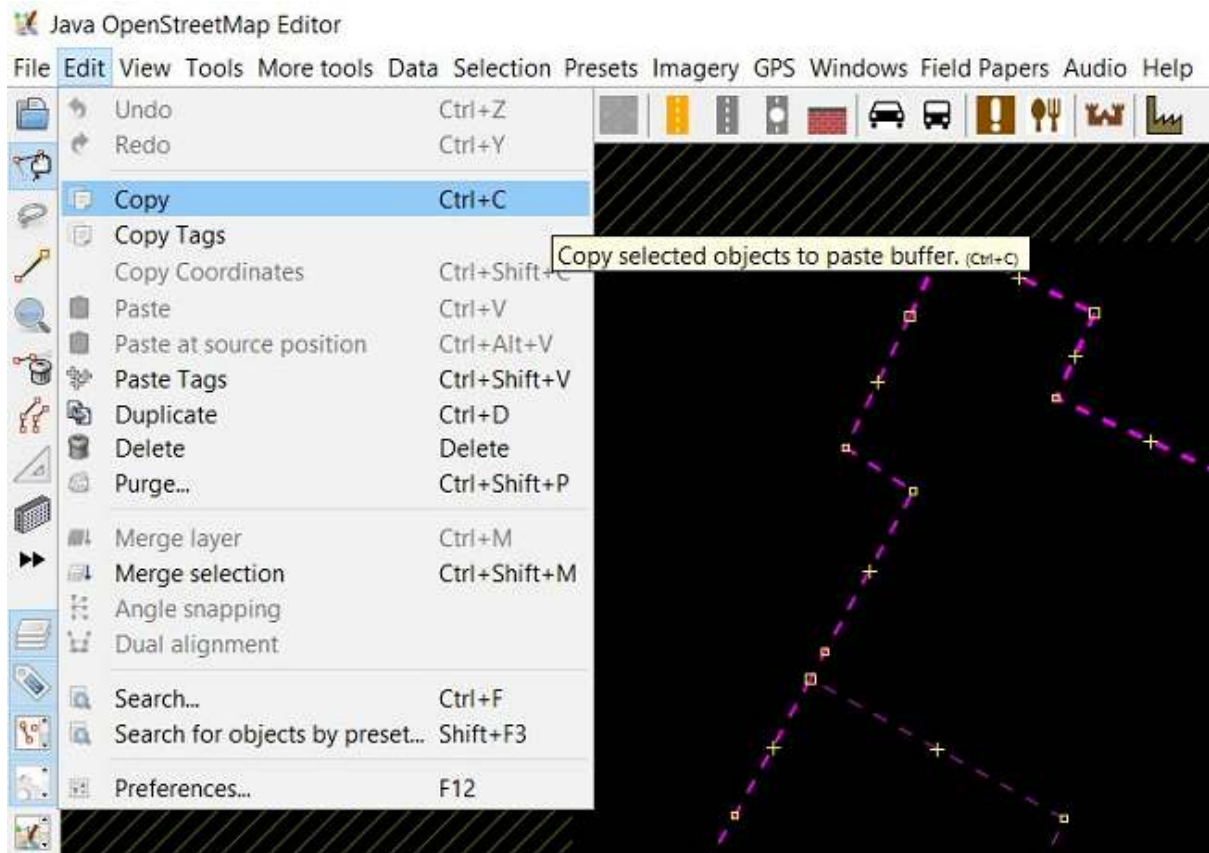 Java OpenStreetMap Editor
File Edit View Tools More tools Data Selection Presets Imagery GPS Windows Field Papers Audio Help
Undo Ctrl+Z
Redo Ctrl+Y
Copy Ctrl+C
Copy Tags
Copy selected objects to paste buffer. (Ctrl+C)
Copy Coordinates Ctrl+Shift+C
Paste Ctrl+V
Paste at source position Ctrl+Alt+V
Paste Tags Ctrl+Shift+V
Duplicate Ctrl+D
Delete Delete
Purge... Ctrl+Shift+P
Merge layer Ctrl+M
Merge selection Ctrl+Shift+M
Angle snapping
Dual alignment
Search... Ctrl+F
Search for objects by preset... Shift+F3
Preferences... F12